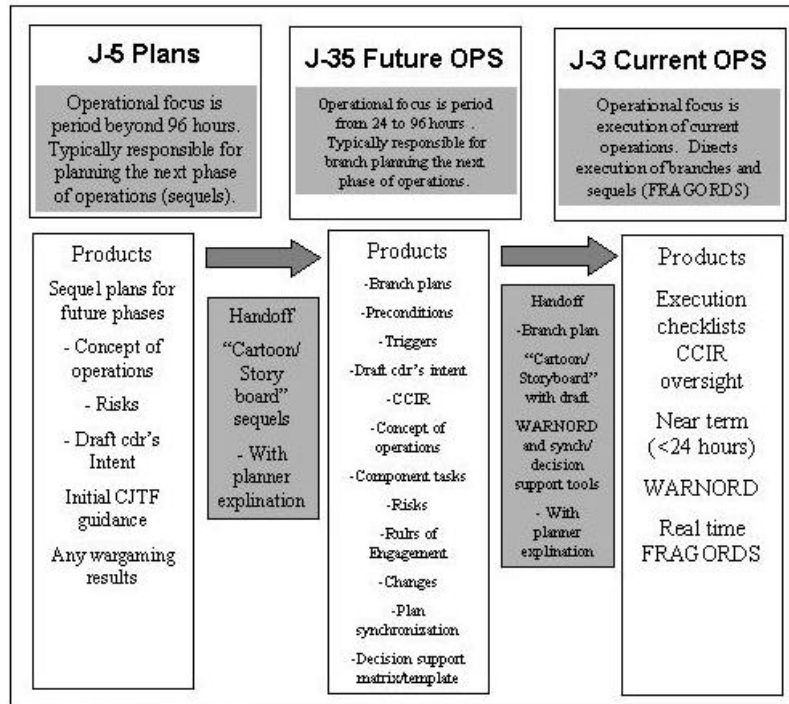 J-5 Plans
Operational focus is
period beyond 96 hours.
Typically responsible for
planning the next phase
of operations (sequels).
J-35 Future OPS
Operational focus is period
from 24 to 96 hours .
Typically responsible for
branch planning the next
phase of operations.
J-3 Current OPS
Operational focus is
execution of current
operations. Directs
execution of branches and
sequels (FRAGORDS)
Products
Sequel plans for
future phases
- Concept of
operations
- Risks
- Draft cdr's
Intent
Initial CJTF
guidance
Any wargaming
results
Handoff
“Cartoon/
Story
board”
sequels
- With
planner
explination
Products
-Branch plans
-Preconditions
-Triggers
-Draft cdr's intent
-CCIR
-Concept of
operations
-Component tasks
-Risks
-Rulrs of
Engagement
-Changes
-Plan
synchronization
-Decision support
matrix/template
Handoff
-Branch plan
“Cartoon/
Storyboard”
with draft
WARNORD
and synch/
decision
support tools
- With
planner
explination
Products
Execution
checklists
CCIR
oversight
Near term
(<24 hours)
WARNORD
Real time
FRAGORDS